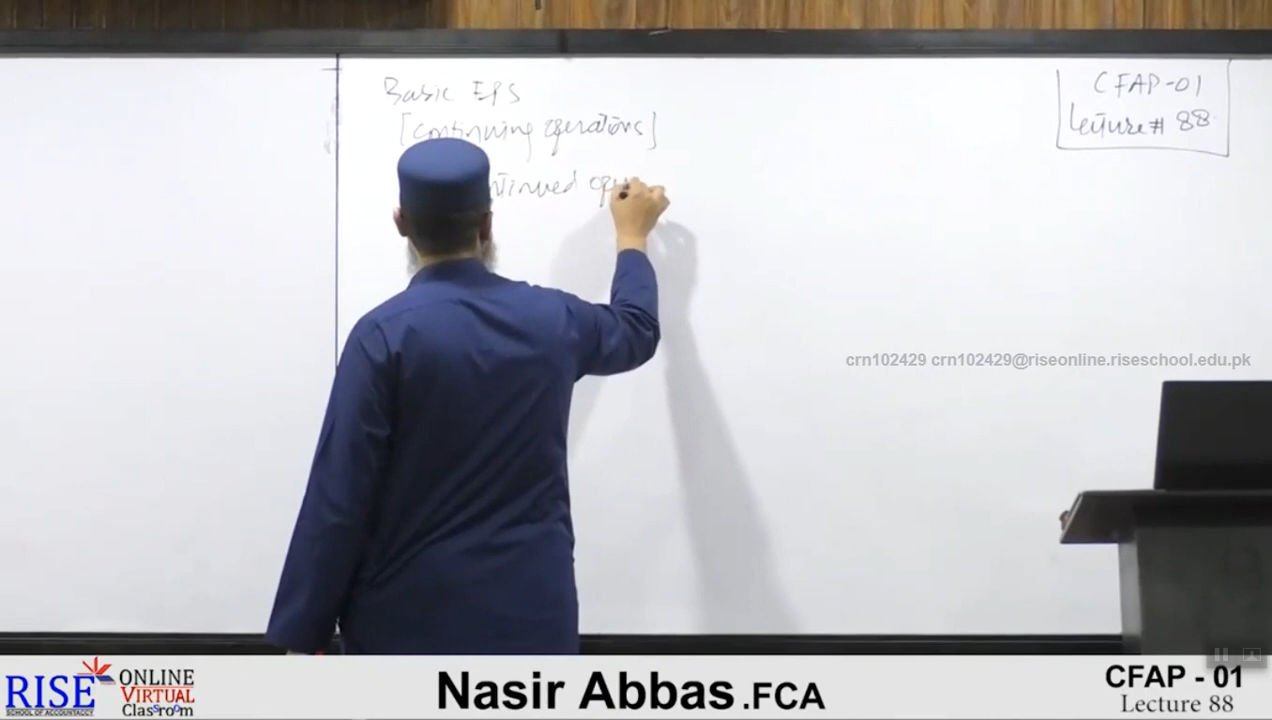 Basic EPS
[continuing operations]
CFAP-01
Lecture # 88
crn102429 crn102429@riseonline.riseschool.edu.pk
RISE
SCHOOL OF ACCOUNTANCY
ONLINE
VIRTUAL
Classroom
Nasir Abbas .FCA
CFAP - 01
Lecture 88